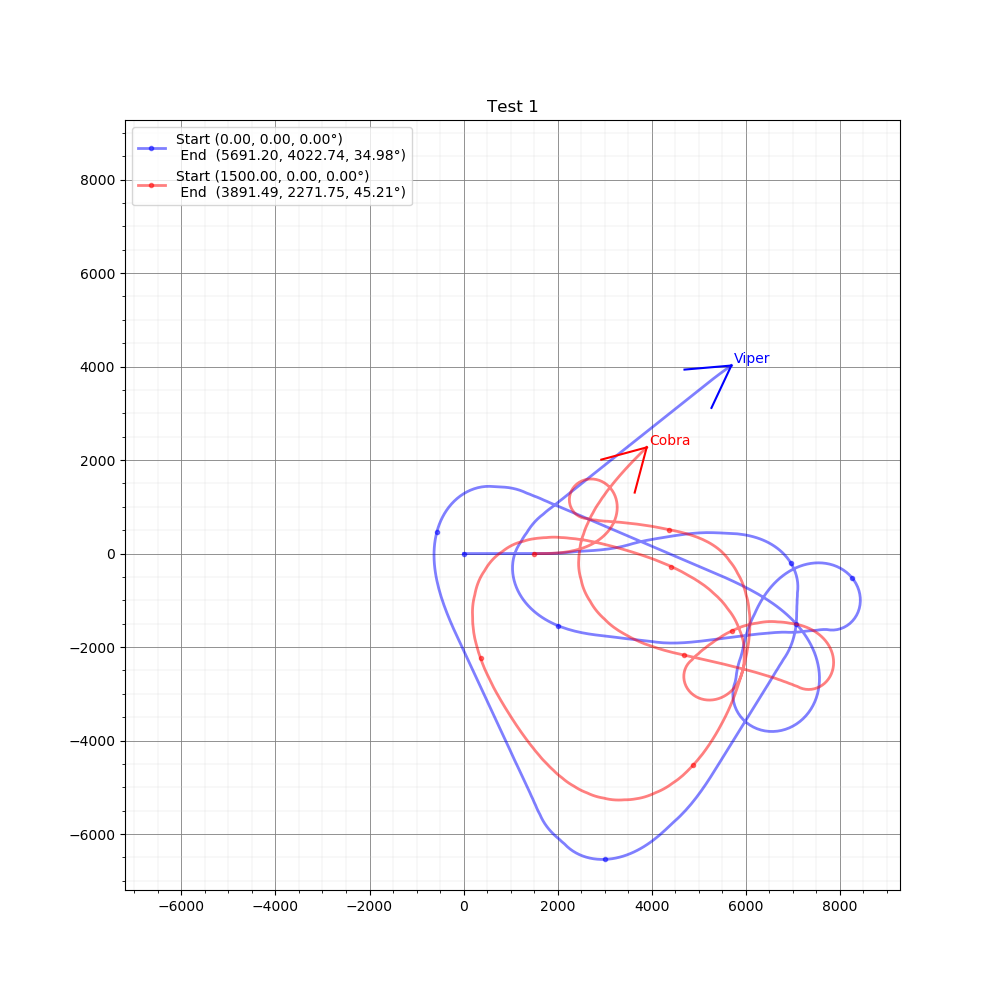 Test 1
Start (0.00, 0.00, 0.00°)
End (5691.20, 4022.74, 34.98°)
Start (1500.00, 0.00, 0.00°)
End (3891.49, 2271.75, 45.21°)
8000
6000
4000
2000
0
−2000
−4000
−6000
Viper
Cobra
−6000 −4000 −2000 0 2000 4000 6000 8000